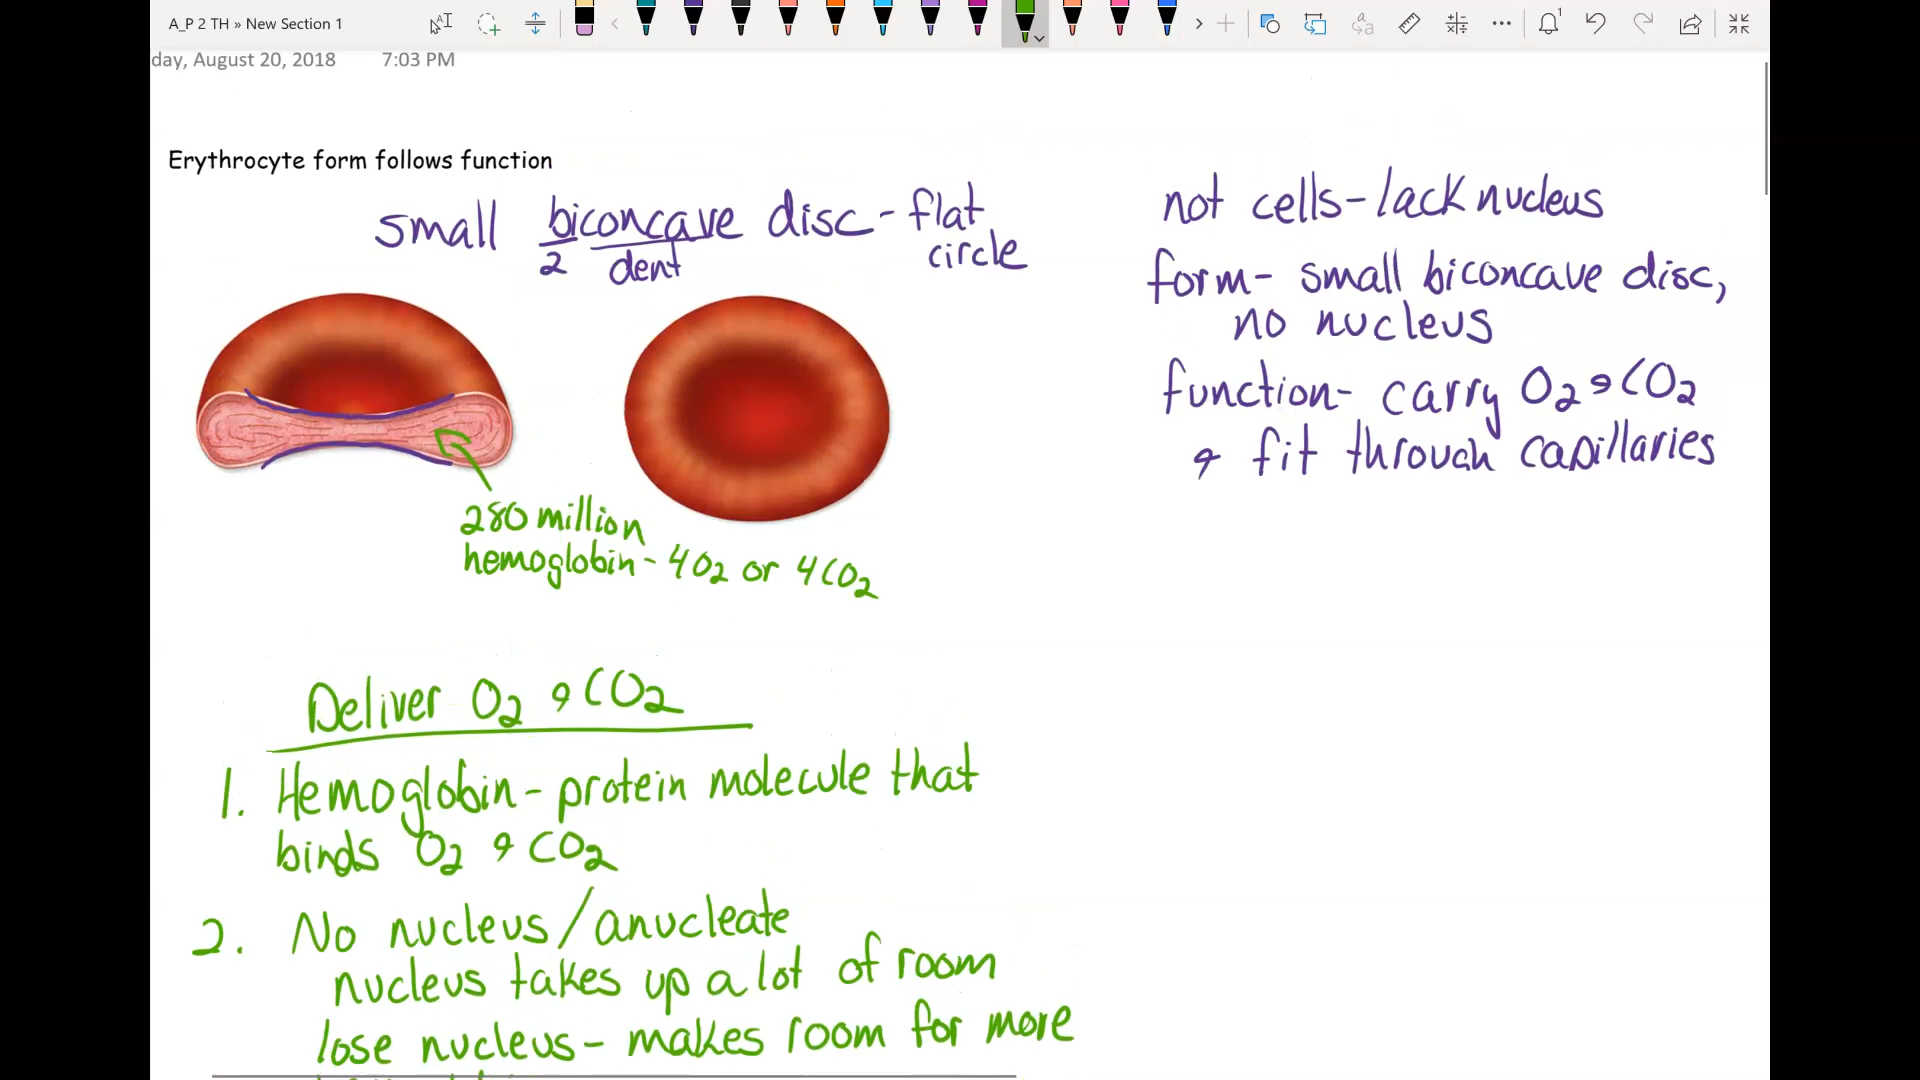 A_P 2 TH » New Section 1
day, August 20, 2018 7:03 PM
Erythrocyte form follows function
small biconcave disc - flat circle
2 dent
not cells - lack nucleus
form - small biconcave disc,
no nucleus
function - carry O2 & CO2
& fit through capillaries
280 million
hemoglobin - 4O2 or 4CO2
Deliver O2 & CO2
1. Hemoglobin - protein molecule that
binds O2 & CO2
2. No nucleus/anucleate
nucleus takes up a lot of room
lose nucleus - makes room for more